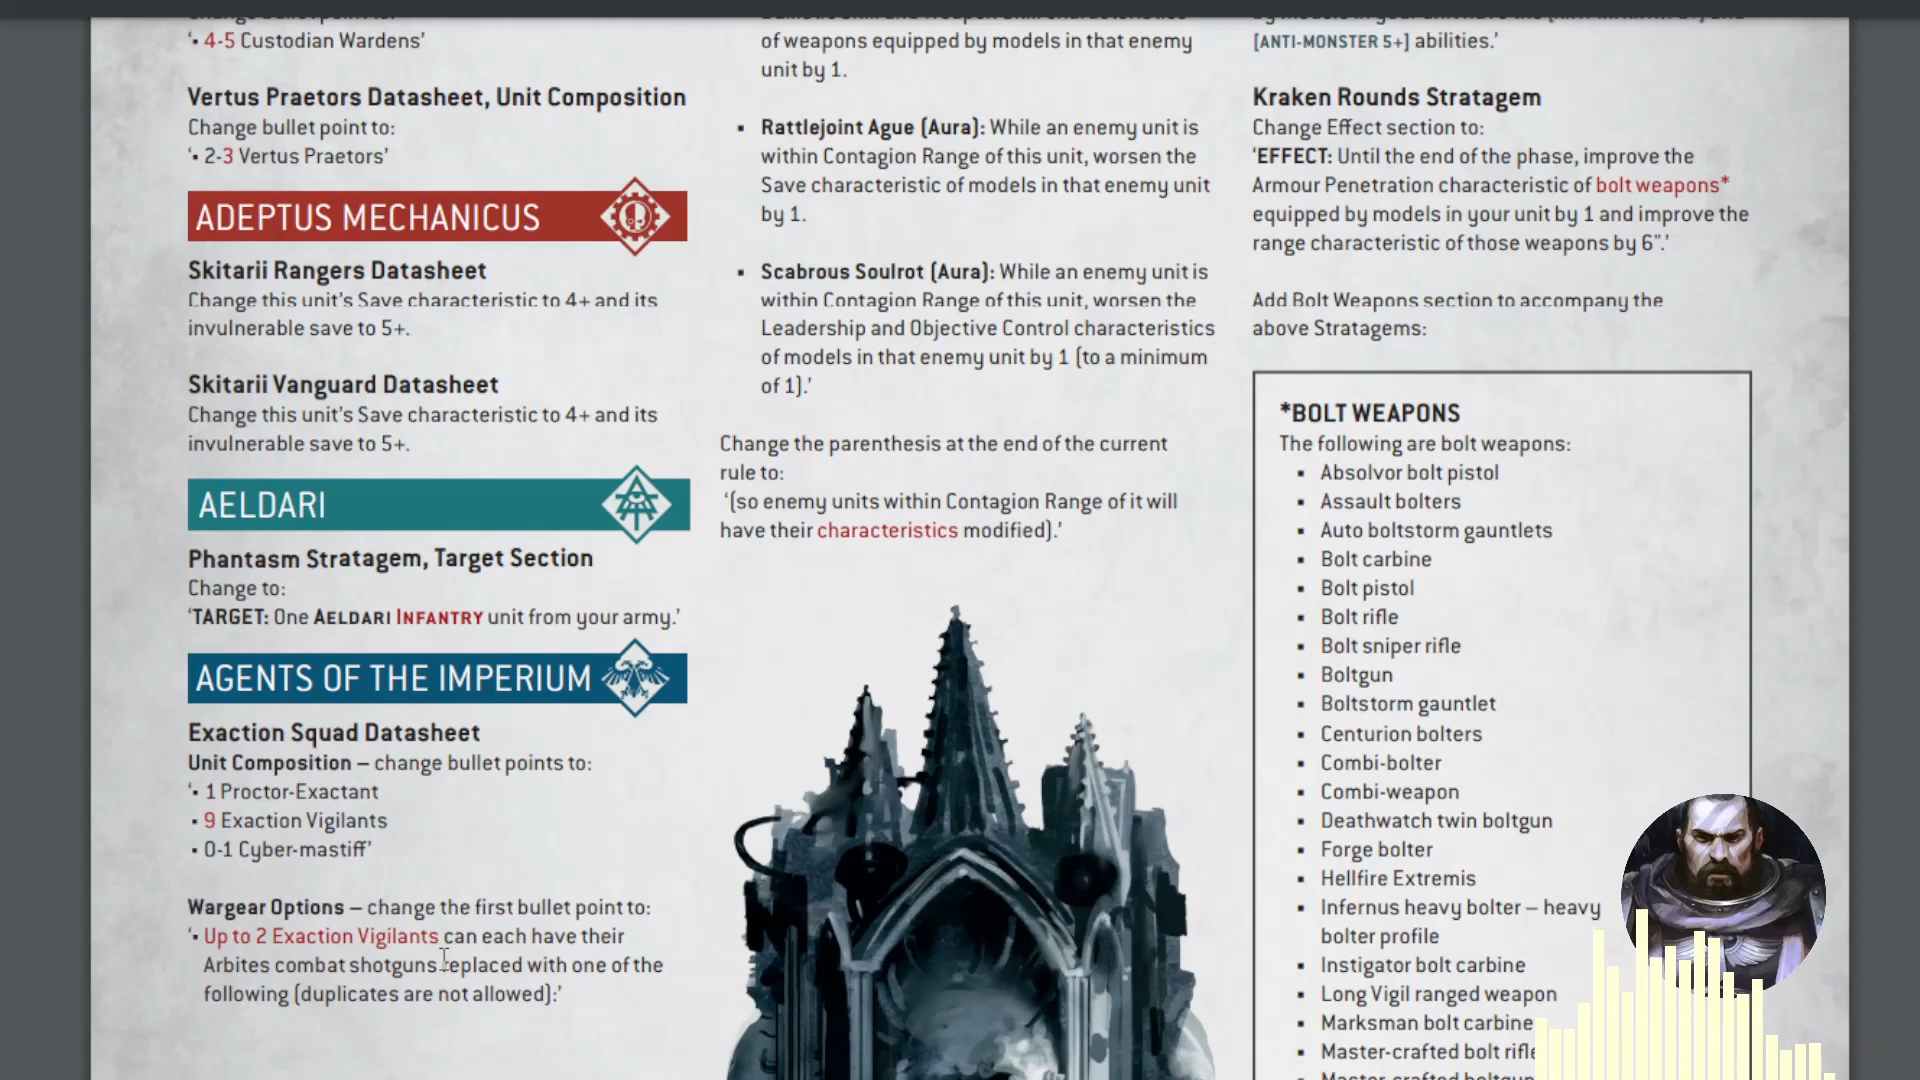 ‘▪ 4-5 Custodian Wardens’
Vertus Praetors Datasheet, Unit Composition
Change bullet point to:
‘▪ 2-3 Vertus Praetors’
ADEPTUS MECHANICUS
Skitarii Rangers Datasheet
Change this unit’s Save characteristic to 4+ and its
invulnerable save to 5+.
Skitarii Vanguard Datasheet
Change this unit’s Save characteristic to 4+ and its
invulnerable save to 5+.
AELDARI
Phantasm Stratagem, Target Section
Change to:
‘TARGET: One AELDARI INFANTRY unit from your army.’
AGENTS OF THE IMPERIUM
Exaction Squad Datasheet
Unit Composition – change bullet points to:
‘▪ 1 Proctor-Exactant
▪ 9 Exaction Vigilants
▪ 0-1 Cyber-mastiff’
Wargear Options – change the first bullet point to:
‘▪ Up to 2 Exaction Vigilants can each have their
Arbites combat shotguns replaced with one of the
following (duplicates are not allowed):’
of weapons equipped by models in that enemy
unit by 1.
▪ Rattlejoint Ague (Aura): While an enemy unit is
within Contagion Range of this unit, worsen the
Save characteristic of models in that enemy unit
by 1.
▪ Scabrous Soulrot (Aura): While an enemy unit is
within Contagion Range of this unit, worsen the
Leadership and Objective Control characteristics
of models in that enemy unit by 1 (to a minimum
of 1).’
Change the parenthesis at the end of the current
rule to:
‘(so enemy units within Contagion Range of it will
have their characteristics modified).’
[ANTI-MONSTER 5+] abilities.’
Kraken Rounds Stratagem
Change Effect section to:
‘EFFECT: Until the end of the phase, improve the
Armour Penetration characteristic of bolt weapons*
equipped by models in your unit by 1 and improve the
range characteristic of those weapons by 6".’
Add Bolt Weapons section to accompany the
above Stratagems:
*BOLT WEAPONS
The following are bolt weapons:
▪ Absolvor bolt pistol
▪ Assault bolters
▪ Auto boltstorm gauntlets
▪ Bolt carbine
▪ Bolt pistol
▪ Bolt rifle
▪ Bolt sniper rifle
▪ Boltgun
▪ Boltstorm gauntlet
▪ Centurion bolters
▪ Combi-bolter
▪ Combi-weapon
▪ Deathwatch twin boltgun
▪ Forge bolter
▪ Hellfire Extremis
▪ Infernus heavy bolter – heavy
bolter profile
▪ Instigator bolt carbine
▪ Long Vigil ranged weapon
▪ Marksman bolt carbine
▪ Master-crafted bolt rifle